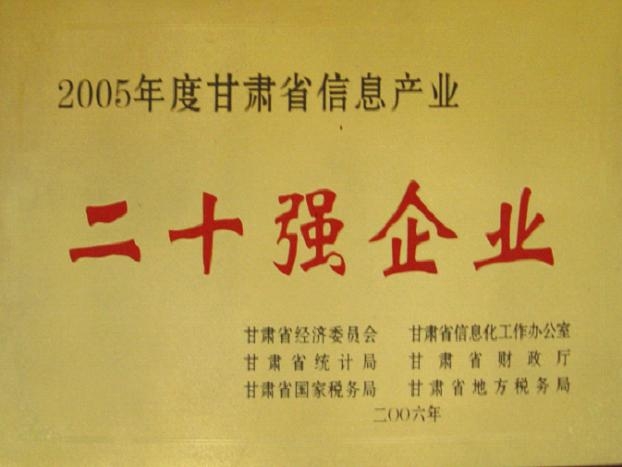 2005年度甘肃省信息产业
二十强企业
甘肃省经济委员会 甘肃省信息化工作办公室
甘肃省统计局 甘肃省财政厅
甘肃省国家税务局 甘肃省地方税务局
二〇〇六年